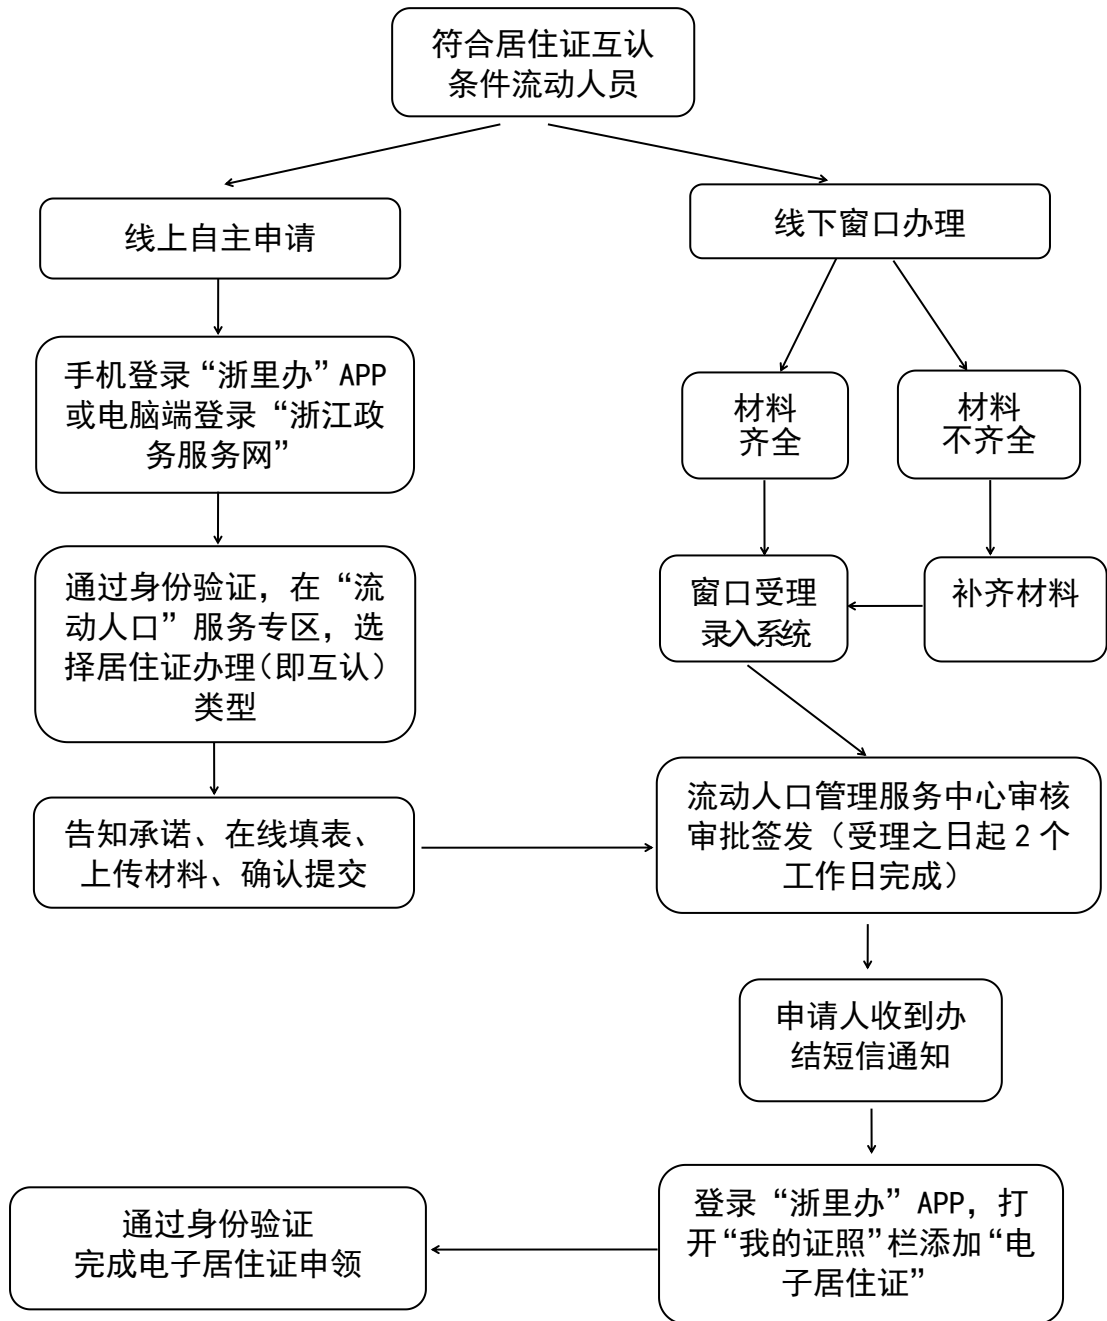 符合居住证互认
条件流动人员
线上自主申请
线下窗口办理
手机登录“浙里办”APP
或电脑端登录“浙江政
务服务网”
材料
齐全
材料
不齐全
通过身份验证，在“流
动人口”服务专区，选
择居住证办理（即互认）
类型
窗口受理
录入系统
补齐材料
告知承诺、在线填表、
上传材料、确认提交
流动人口管理服务中心审核
审批签发（受理之日起 2 个
工作日完成）
申请人收到办
结短信通知
登录“浙里办”APP，打
开“我的证照”栏添加“电
子居住证”
通过身份验证
完成电子居住证申领